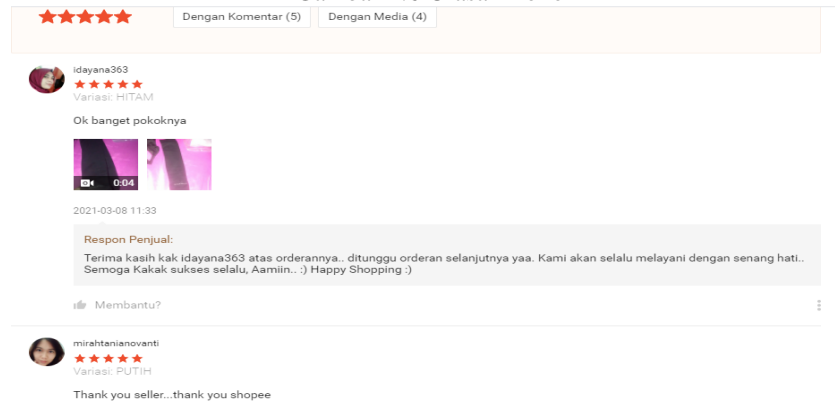 Dengan Komentar (5) Dengan Media (4)
idayana363
Variasi: HITAM
Ok banget pokoknya
0:04
2021-03-08 11:33
Respon Penjual:
Terima kasih kak idayana363 atas orderannya.. ditunggu orderan selanjutnya yaa. Kami akan selalu melayani dengan senang hati..
Semoga Kakak sukses selalu, Aamiin.. :) Happy Shopping :)
Membantu?
mirahtanianovanti
Variasi: PUTIH
Thank you seller...thank you shopee